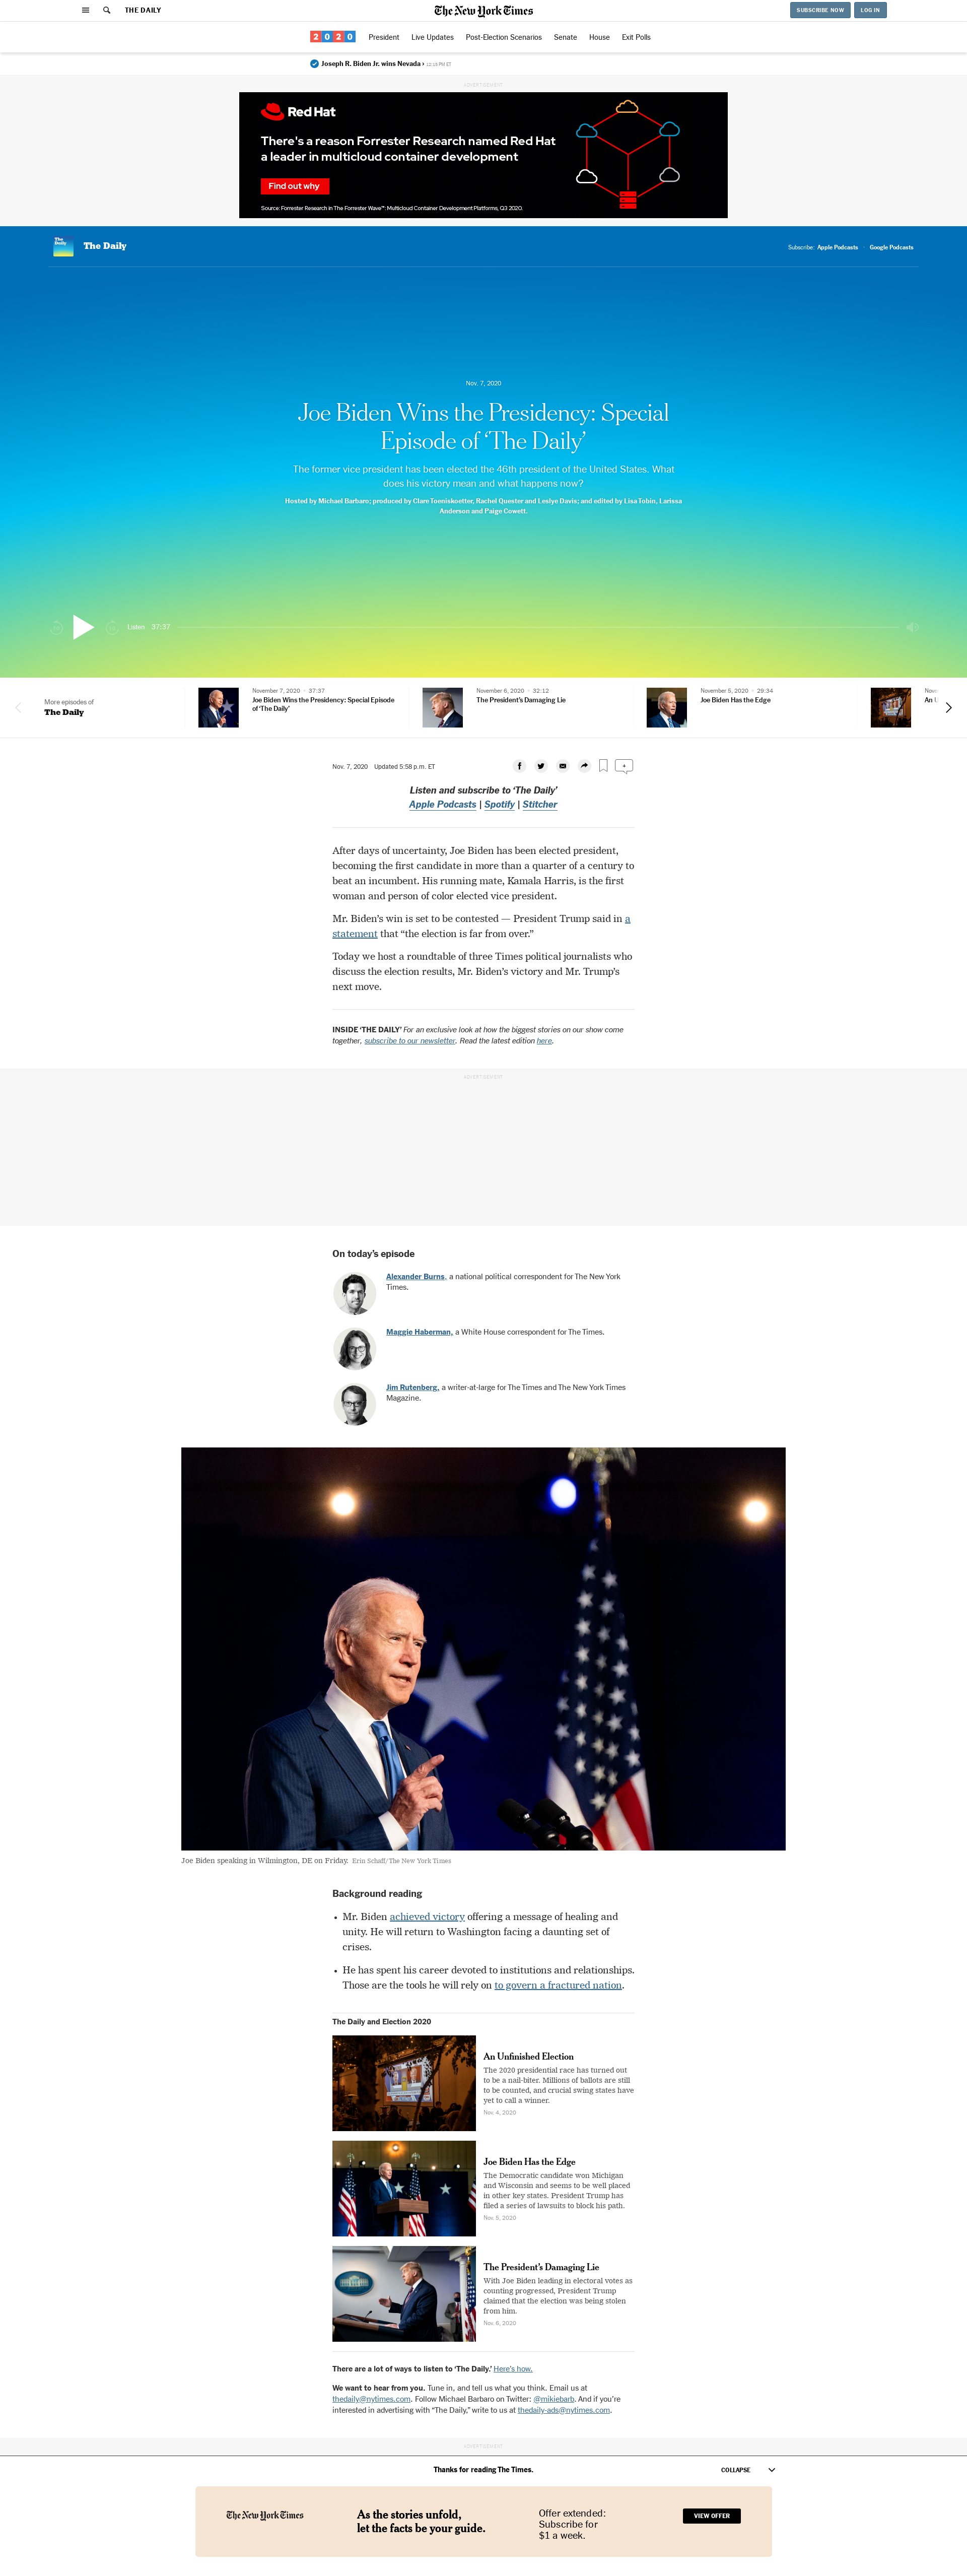 THE DAILY
The New York Times
SUBSCRIBE NOW
LOG IN
2020
President
Live Updates
Post-Election Scenarios
Senate
House
Exit Polls
Joseph R. Biden Jr. wins Nevada › 12:19 PM ET
ADVERTISEMENT
Red Hat
There's a reason Forrester Research named Red Hat
a leader in multicloud container development
Find out why
Source: Forrester Research in The Forrester Wave™: Multicloud Container Development Platforms, Q3 2020.
The Daily
The Daily
Subscribe: Apple Podcasts · Google Podcasts
Nov. 7, 2020
Joe Biden Wins the Presidency: Special
Episode of ‘The Daily’
The former vice president has been elected the 46th president of the United States. What
does his victory mean and what happens now?
Hosted by Michael Barbaro; produced by Clare Toeniskoetter, Rachel Quester and Leslye Davis; and edited by Lisa Tobin, Larissa
Anderson and Paige Cowett.
Listen 37:37
More episodes of
The Daily
November 7, 2020 · 37:37
Joe Biden Wins the Presidency: Special Episode
of ‘The Daily’
November 6, 2020 · 32:12
The President’s Damaging Lie
November 5, 2020 · 29:34
Joe Biden Has the Edge
Nov. 7, 2020 Updated 5:58 p.m. ET
Listen and subscribe to ‘The Daily’
Apple Podcasts | Spotify | Stitcher
After days of uncertainty, Joe Biden has been elected president,
becoming the first candidate in more than a quarter of a century to
beat an incumbent. His running mate, Kamala Harris, is the first
woman and person of color elected vice president.
Mr. Biden’s win is set to be contested — President Trump said in a
statement that “the election is far from over.”
Today we host a roundtable of three Times political journalists who
discuss the election results, Mr. Biden’s victory and Mr. Trump’s
next move.
INSIDE ‘THE DAILY’ For an exclusive look at how the biggest stories on our show come
together, subscribe to our newsletter. Read the latest edition here.
ADVERTISEMENT
On today’s episode
Alexander Burns, a national political correspondent for The New York
Times.
Maggie Haberman, a White House correspondent for The Times.
Jim Rutenberg, a writer-at-large for The Times and The New York Times
Magazine.
Joe Biden speaking in Wilmington, DE on Friday. Erin Schaff/The New York Times
Background reading
• Mr. Biden achieved victory offering a message of healing and
unity. He will return to Washington facing a daunting set of
crises.
• He has spent his career devoted to institutions and relationships.
Those are the tools he will rely on to govern a fractured nation.
The Daily and Election 2020
An Unfinished Election
The 2020 presidential race has turned out
to be a nail-biter. Millions of ballots are still
to be counted, and crucial swing states have
yet to call a winner.
Nov. 4, 2020
Joe Biden Has the Edge
The Democratic candidate won Michigan
and Wisconsin and seems to be well placed
in other key states. President Trump has
filed a series of lawsuits to block his path.
Nov. 5, 2020
The President’s Damaging Lie
With Joe Biden leading in electoral votes as
counting progressed, President Trump
claimed that the election was being stolen
from him.
Nov. 6, 2020
There are a lot of ways to listen to ‘The Daily.’ Here’s how.
We want to hear from you. Tune in, and tell us what you think. Email us at
thedaily@nytimes.com. Follow Michael Barbaro on Twitter: @mikiebarb. And if you’re
interested in advertising with “The Daily,” write to us at thedaily-ads@nytimes.com.
ADVERTISEMENT
Thanks for reading The Times.
COLLAPSE
The New York Times
As the stories unfold,
let the facts be your guide.
Offer extended:
Subscribe for
$1 a week.
VIEW OFFER